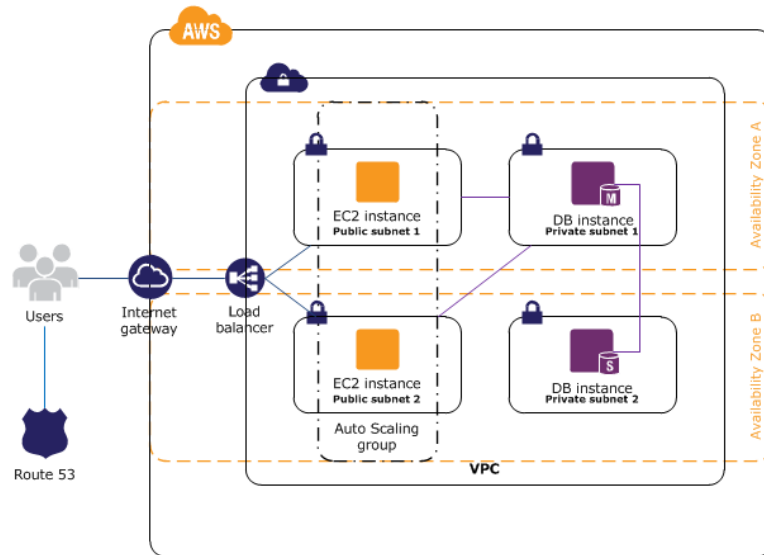 AWS
Availability Zone A
EC2 instance
Public subnet 1
M
DB instance
Private subnet 1
Users
Internet
gateway
Load
balancer
Availability Zone B
EC2 instance
Public subnet 2
S
DB instance
Private subnet 2
Auto Scaling
group
Route 53
VPC